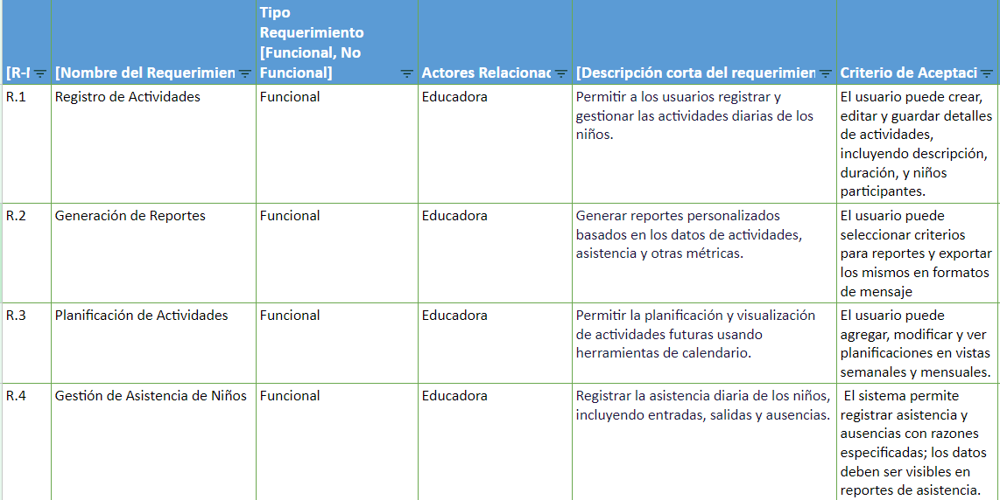 [R-I
[Nombre del Requerimien
Tipo
Requerimiento
[Funcional, No
Funcional]
Actores Relacionad
[Descripción corta del requerimien
Criterio de Aceptaci
R.1
Registro de Actividades
Funcional
Educadora
Permitir a los usuarios registrar y
gestionar las actividades diarias de los
niños.
El usuario puede crear,
editar y guardar detalles
de actividades,
incluyendo descripción,
duración, y niños
participantes.
R.2
Generación de Reportes
Funcional
Educadora
Generar reportes personalizados
basados en los datos de actividades,
asistencia y otras métricas.
El usuario puede
seleccionar criterios
para reportes y exportar
los mismos en formatos
de mensaje
R.3
Planificación de Actividades
Funcional
Educadora
Permitir la planificación y visualización
de actividades futuras usando
herramientas de calendario.
El usuario puede
agregar, modificar y ver
planificaciones en vistas
semanales y mensuales.
R.4
Gestión de Asistencia de Niños
Funcional
Educadora
Registrar la asistencia diaria de los niños,
incluyendo entradas, salidas y ausencias.
El sistema permite
registrar asistencia y
ausencias con razones
especificadas; los datos
deben ser visibles en
reportes de asistencia.